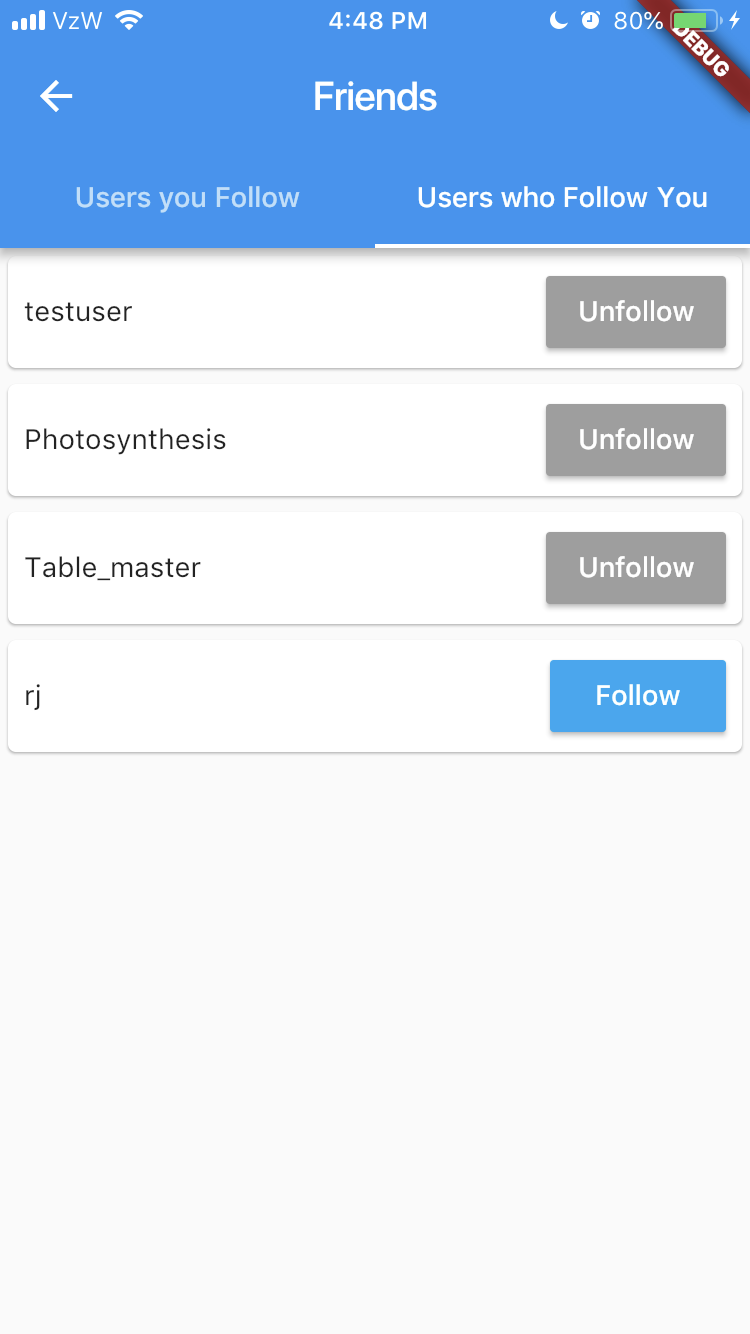 VzW 4:48 PM 80%
DEBUG
Friends
Users you Follow Users who Follow You
testuser Unfollow
Photosynthesis Unfollow
Table_master Unfollow
rj Follow